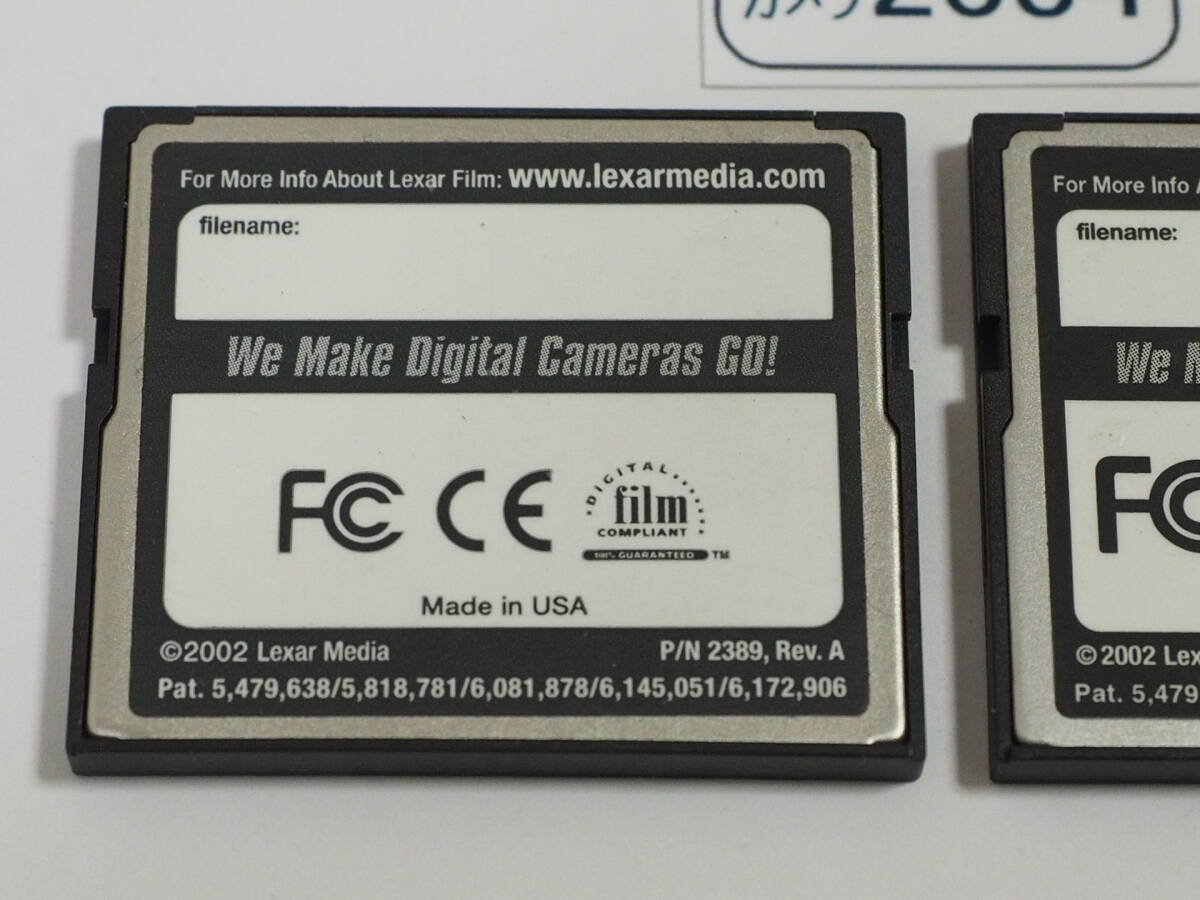 For More Info About Lexar Film: www.lexarmedia.com
filename:
We Make Digital Cameras GO!
FC CE DIGITAL film COMPLIANT
100% GUARANTEED ™
Made in USA
©2002 Lexar Media P/N 2389, Rev. A
Pat. 5,479,638/5,818,781/6,081,878/6,145,051/6,172,906
For More Info
filename:
We
FC
©2002 Lex
Pat. 5,479